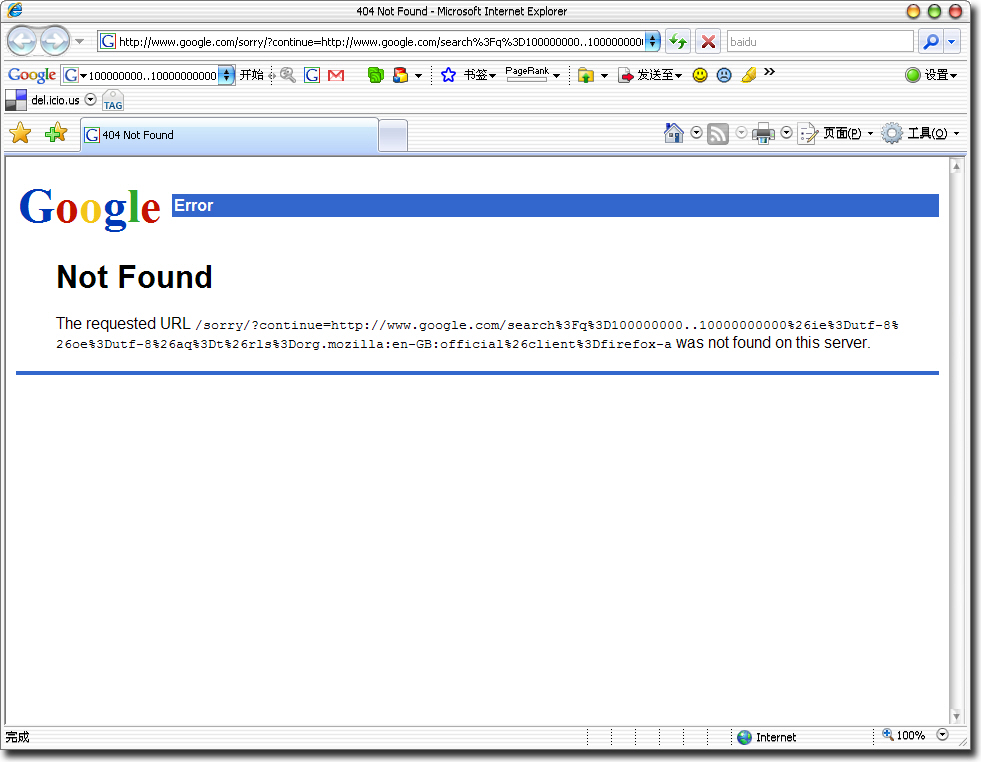 404 Not Found - Microsoft Internet Explorer
http://www.google.com/sorry/?continue=http://www.google.com/search%3Fq%3D100000000..100000000
baidu
Google 100000000..10000000000 开始 书签 PageRank 发送至 设置
del.icio.us TAG
404 Not Found 页面(P) 工具(O)
Google Error
Not Found
The requested URL /sorry/?continue=http://www.google.com/search%3Fq%3D100000000..10000000000%26ie%3Dutf-8%
26oe%3Dutf-8%26aq%3Dt%26rls%3Dorg.mozilla:en-GB:official%26client%3Dfirefox-a was not found on this server.
完成 Internet 100%